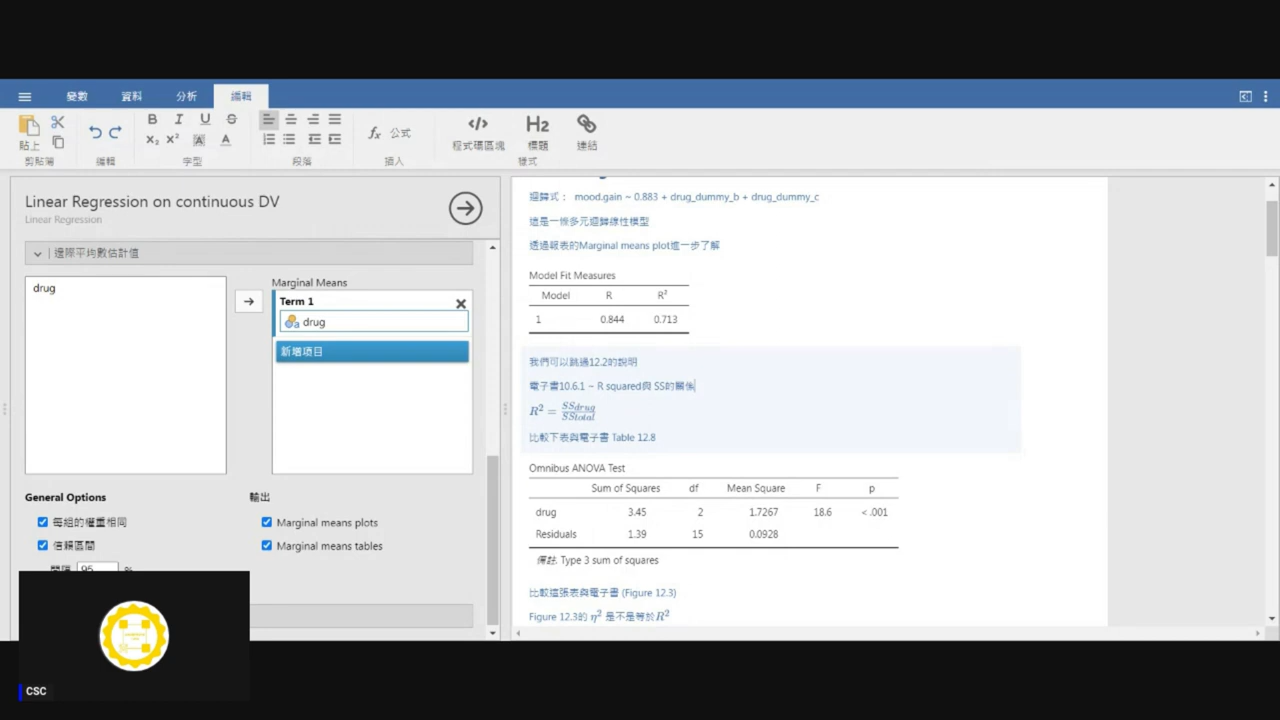 變數 資料 分析 編輯
貼上
剪貼簿 編輯 字型 段落 插入 樣式
公式 程式碼區塊 標題 連結
Linear Regression on continuous DV
Linear Regression
邊際平均數估計值
drug
Marginal Means
Term 1
drug
新增項目
General Options
每組的權重相同
信賴區間
間隔 95 %
輸出
Marginal means plots
Marginal means tables
CSC
迴歸式： mood.gain ~ 0.883 + drug_dummy_b + drug_dummy_c
這是一條多元迴歸線性模型
透過報表的Marginal means plot進一步了解
Model Fit Measures
Model R R²
1 0.844 0.713
我們可以跳過12.2的說明
電子書10.6.1 ~ R squared與 SS的關係
R² = SSdrug / SStotal
比較下表與電子書 Table 12.8
Omnibus ANOVA Test
Sum of Squares df Mean Square F p
drug 3.45 2 1.7267 18.6 < .001
Residuals 1.39 15 0.0928
備註. Type 3 sum of squares
比較這張表與電子書 (Figure 12.3)
Figure 12.3的 η² 是不是等於R²